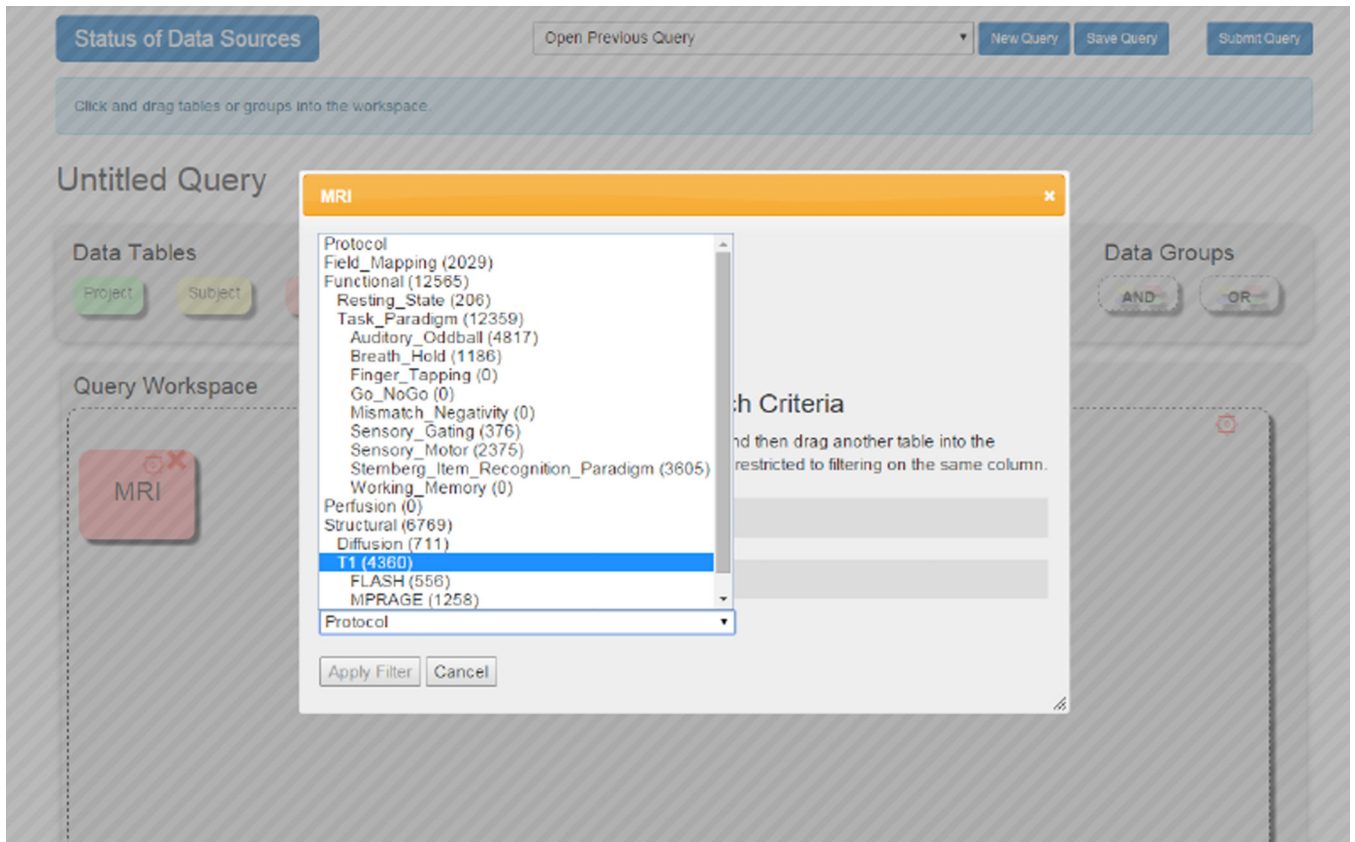 Status of Data Sources
Open Previous Query
New Query
Save Query
Submit Query
Click and drag tables or groups into the workspace.
Untitled Query
MRI
Data Tables
Project
Subject
Data Groups
AND
OR
Protocol
Field_Mapping (2029)
Functional (12565)
Resting_State (206)
Task_Paradigm (12359)
Auditory_Oddball (4817)
Breath_Hold (1186)
Finger_Tapping (0)
Go_NoGo (0)
Mismatch_Negativity (0)
Sensory_Gating (376)
Sensory_Motor (2375)
Sternberg_Item_Recognition_Paradigm (3605)
Working_Memory (0)
Perfusion (0)
Structural (6769)
Diffusion (711)
T1 (4360)
FLASH (556)
MPRAGE (1258)
Protocol
h Criteria
nd then drag another table into the
restricted to filtering on the same column.
Apply Filter
Cancel
Query Workspace
MRI